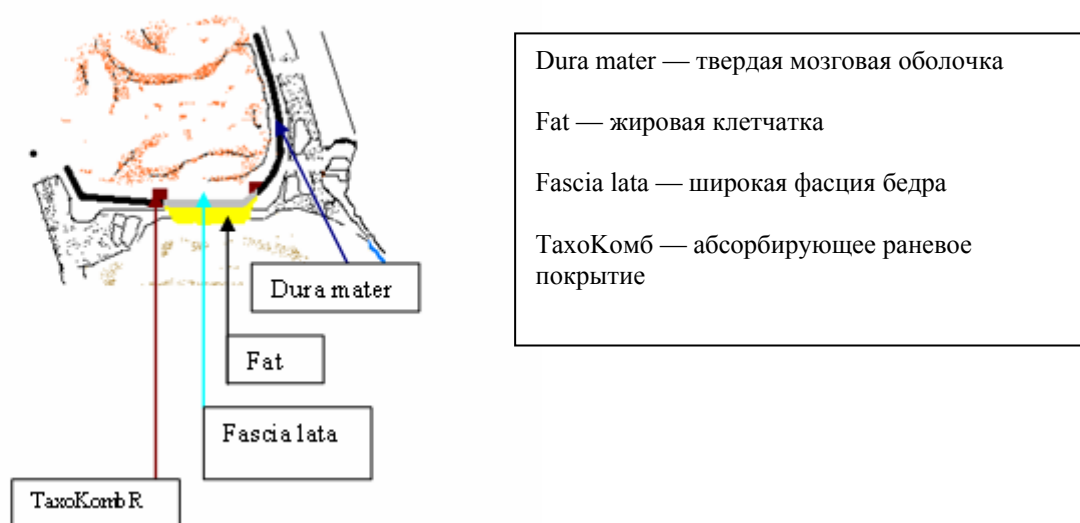 Dura mater — твердая мозговая оболочка
Fat — жировая клетчатка
Fascia lata — широкая фасция бедра
ТахоКомб — абсорбирующее раневое
покрытие
Dura mater
Fat
Fascia lata
TaxoKomb R